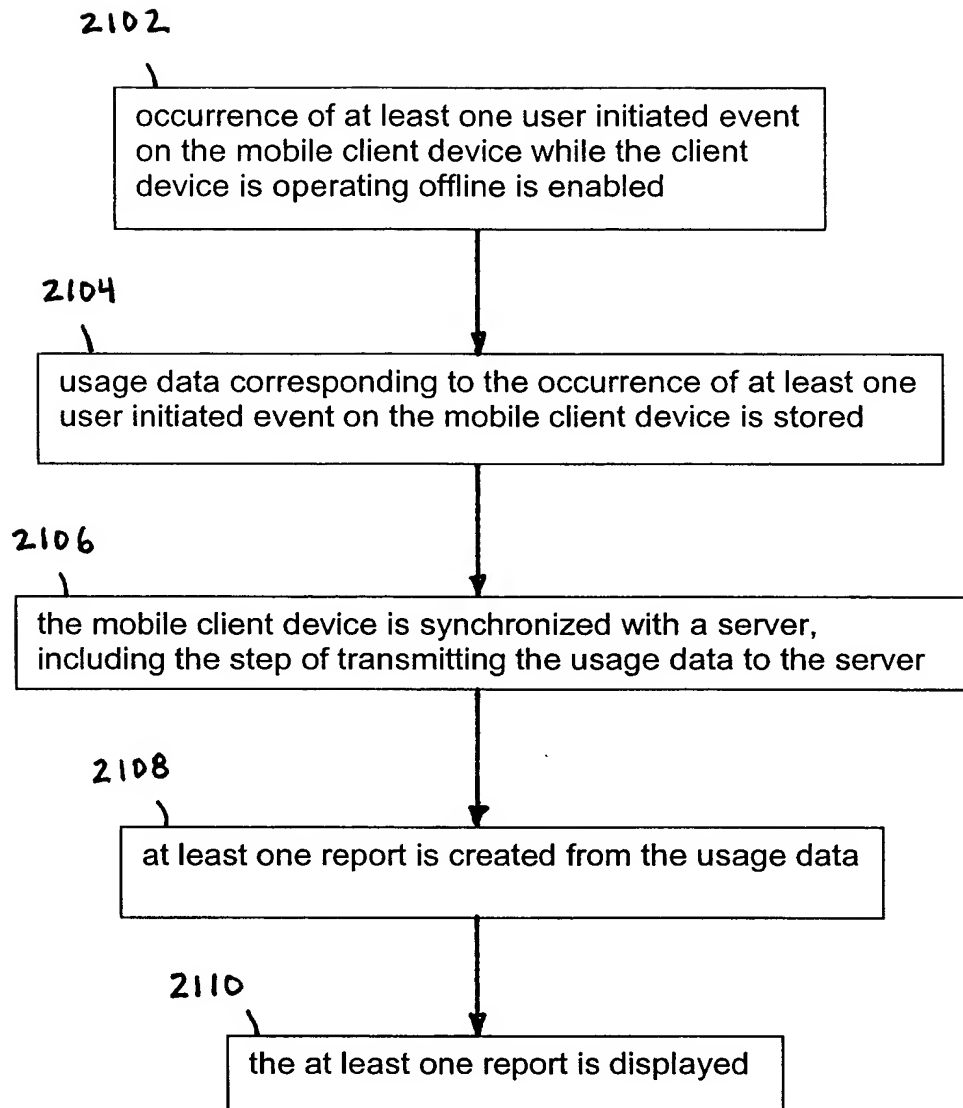 2102
occurrence of at least one user initiated event
on the mobile client device while the client
device is operating offline is enabled
2104
usage data corresponding to the occurrence of at least one
user initiated event on the mobile client device is stored
2106
the mobile client device is synchronized with a server,
including the step of transmitting the usage data to the server
2108
at least one report is created from the usage data
2110
the at least one report is displayed